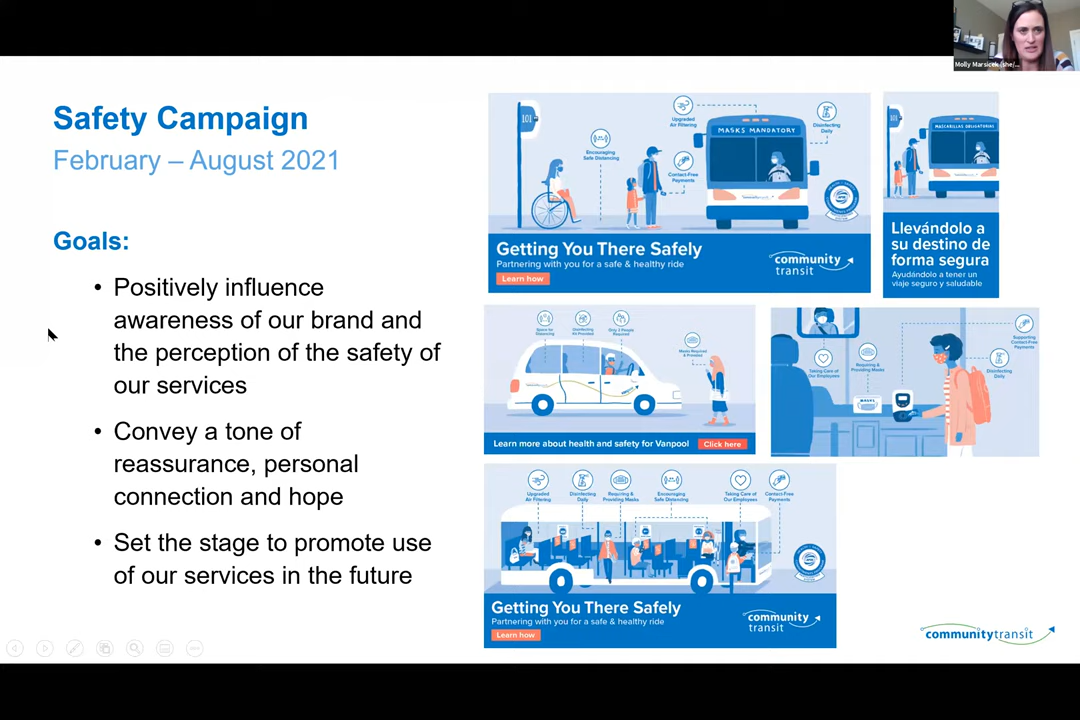 Molly Marsicek (she/...
Safety Campaign
February – August 2021
Goals:
• Positively influence
awareness of our brand and
the perception of the safety of
our services
• Convey a tone of
reassurance, personal
connection and hope
• Set the stage to promote use
of our services in the future
101
Upgraded
Air Filtering
MASKS MANDATORY
Disinfecting
Daily
Encouraging
Safe Distancing
Contact-Free
Payments
communitytransit
Getting You There Safely
Partnering with you for a safe & healthy ride
Learn how
community
transit
101
MASCARILLAS OBLIGATORIAS
Llevándolo a
su destino de
forma segura
Ayudándolo a tener un
viaje seguro y saludable
Space for
Distancing
Disinfecting
Kit Provided
Only 2 People
Required
Masks Required
& Provided
Learn more about health and safety for Vanpool
Click here
Supporting
Contact-Free
Payments
Taking Care of
Our Employees
Requiring &
Providing Masks
Disinfecting
Daily
MASKS
Upgraded
Air Filtering
Disinfecting
Daily
Requiring &
Providing Masks
Encouraging
Safe Distancing
Taking Care of
Our Employees
Contact-Free
Payments
Getting You There Safely
Partnering with you for a safe & healthy ride
Learn how
community
transit
communitytransit